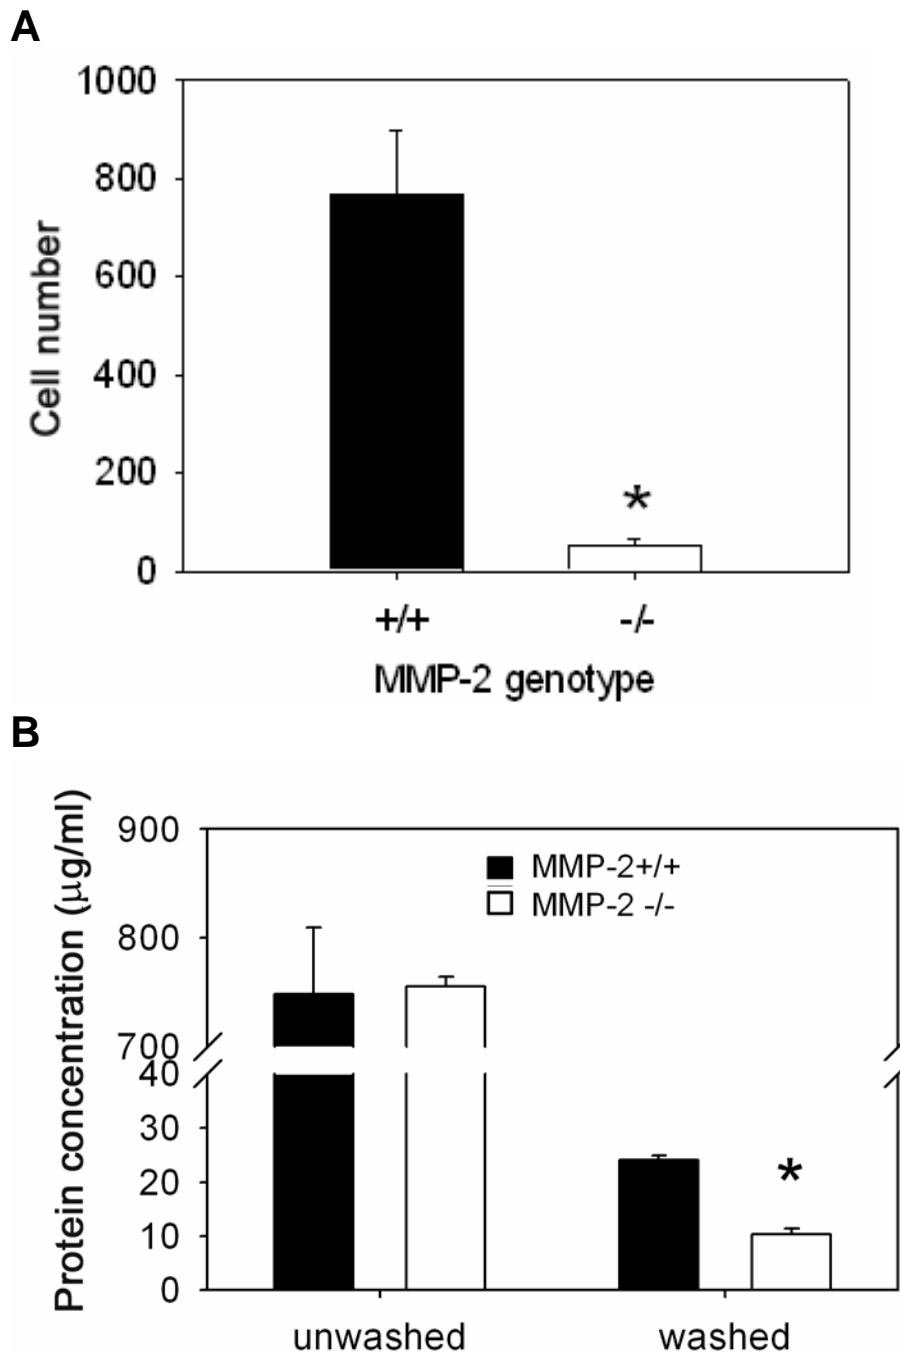 A
1000
800
600
400
200
0
Cell number
*
+/+
-/-
MMP-2 genotype
B
Protein concentration (µg/ml)
900
800
700
40
30
20
10
0
MMP-2+/+
MMP-2 -/-
*
unwashed
washed